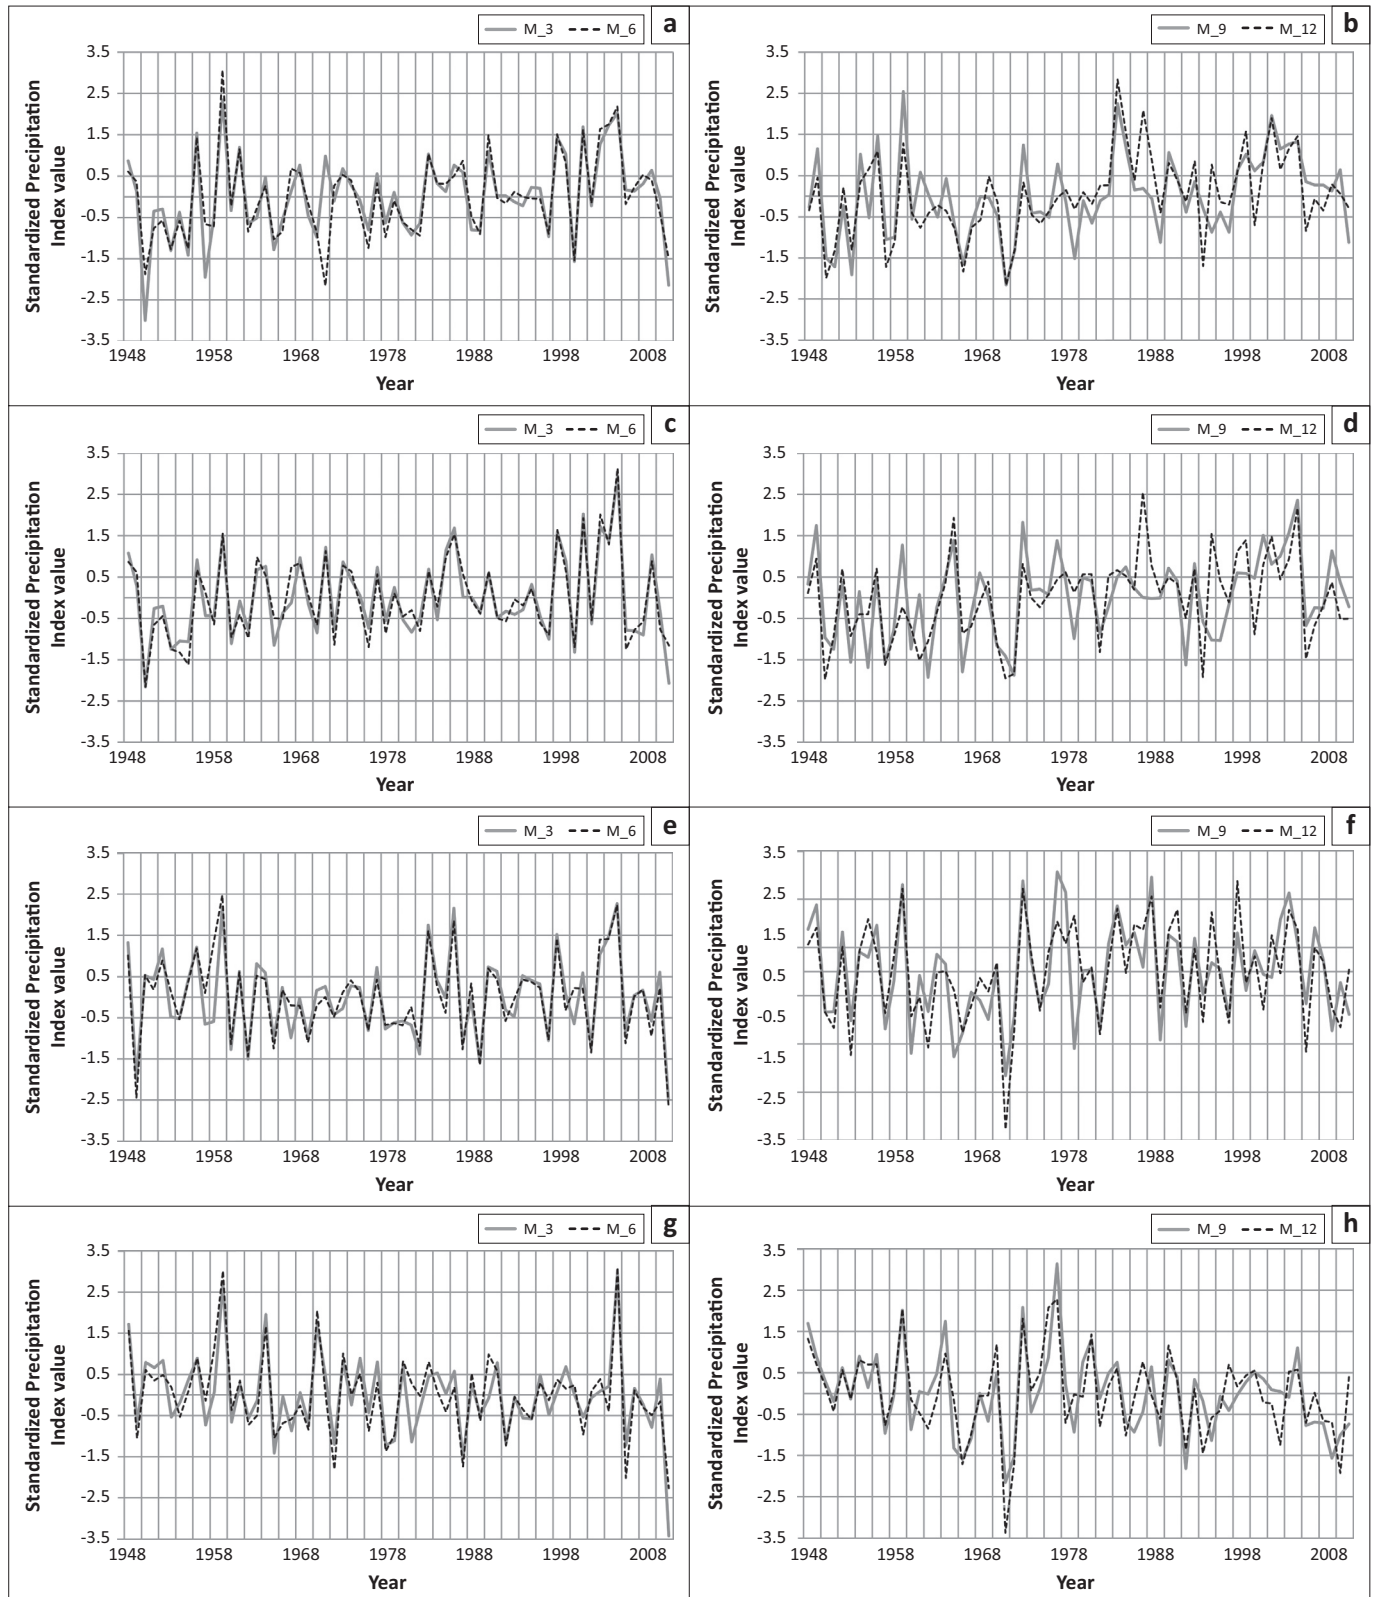 M_3 M_6 a
3.5
2.5
1.5
0.5
-0.5
-1.5
-2.5
-3.5
Standardized Precipitation
Index value
1948 1958 1968 1978 1988 1998 2008
Year
M_9 M_12 b
3.5
2.5
1.5
0.5
-0.5
-1.5
-2.5
-3.5
Standardized Precipitation
Index value
1948 1958 1968 1978 1988 1998 2008
Year
M_3 M_6 c
3.5
2.5
1.5
0.5
-0.5
-1.5
-2.5
-3.5
Standardized Precipitation
Index value
1948 1958 1968 1978 1988 1998 2008
Year
M_9 M_12 d
3.5
2.5
1.5
0.5
-0.5
-1.5
-2.5
-3.5
Standardized Precipitation
Index value
1948 1958 1968 1978 1988 1998 2008
Year
M_3 M_6 e
3.5
2.5
1.5
0.5
-0.5
-1.5
-2.5
-3.5
Standardized Precipitation
Index value
1948 1958 1968 1978 1988 1998 2008
Year
M_9 M_12 f
3.5
2.5
1.5
0.5
-0.5
-1.5
-2.5
-3.5
Standardized Precipitation
Index value
1948 1958 1968 1978 1988 1998 2008
Year
M_3 M_6 g
3.5
2.5
1.5
0.5
-0.5
-1.5
-2.5
-3.5
Standardized Precipitation
Index value
1948 1958 1968 1978 1988 1998 2008
Year
M_9 M_12 h
3.5
2.5
1.5
0.5
-0.5
-1.5
-2.5
-3.5
Standardized Precipitation
Index value
1948 1958 1968 1978 1988 1998 2008
Year